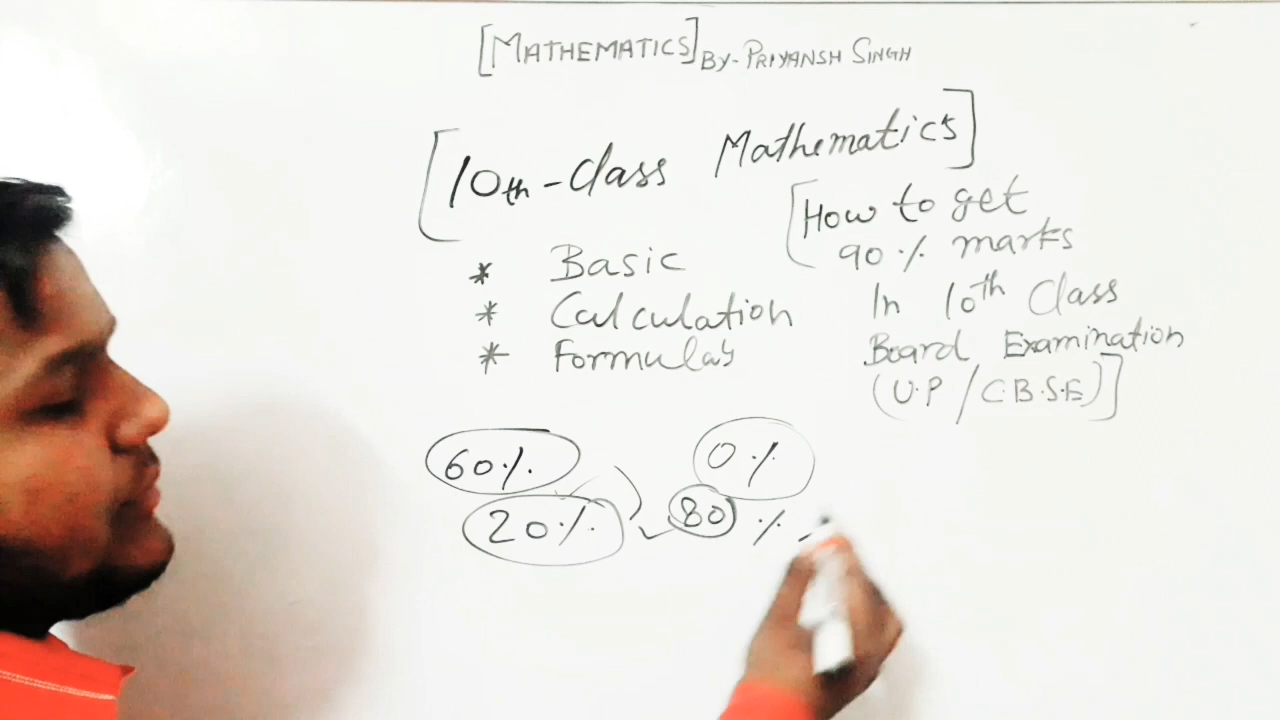 [MATHEMATICS] BY- PRIYANSH SINGH
[10th-Class Mathematics]
* Basic
* Calculation
* Formulas
[How to get
90% marks
In 10th Class
Board Examination
(U.P/C.B.S.E)]
60% 0%
20% 80%